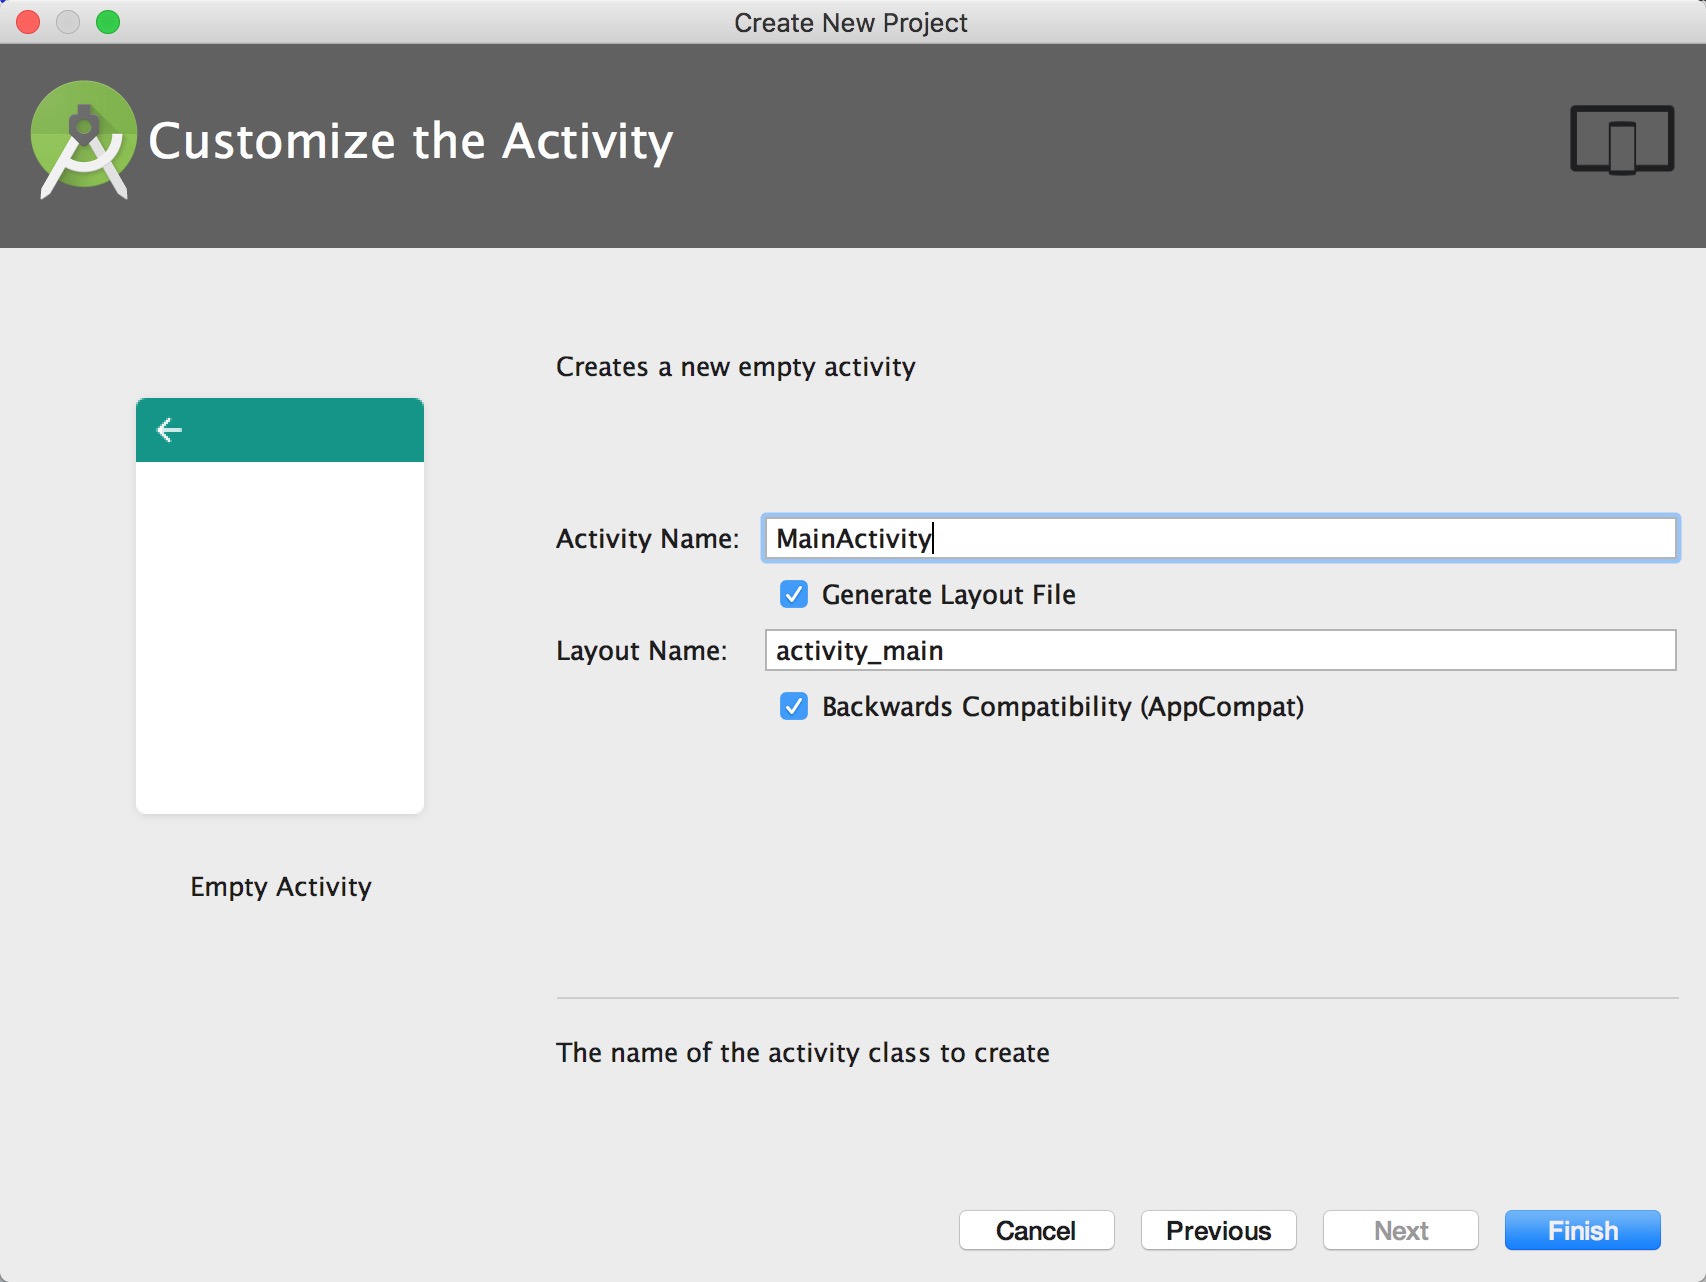 Create New Project
Customize the Activity
Creates a new empty activity
Activity Name: MainActivity
Generate Layout File
Layout Name: activity_main
Backwards Compatibility (AppCompat)
Empty Activity
The name of the activity class to create
Cancel Previous Next Finish